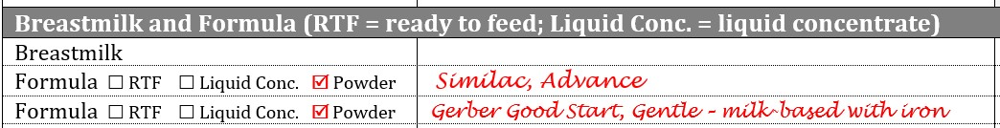 Breastmilk and Formula (RTF = ready to feed; Liquid Conc. = liquid concentrate)
Breastmilk
Formula ☐ RTF ☐ Liquid Conc. ☑ Powder Similac, Advance
Formula ☐ RTF ☐ Liquid Conc. ☑ Powder Gerber Good Start, Gentle – milk-based with iron